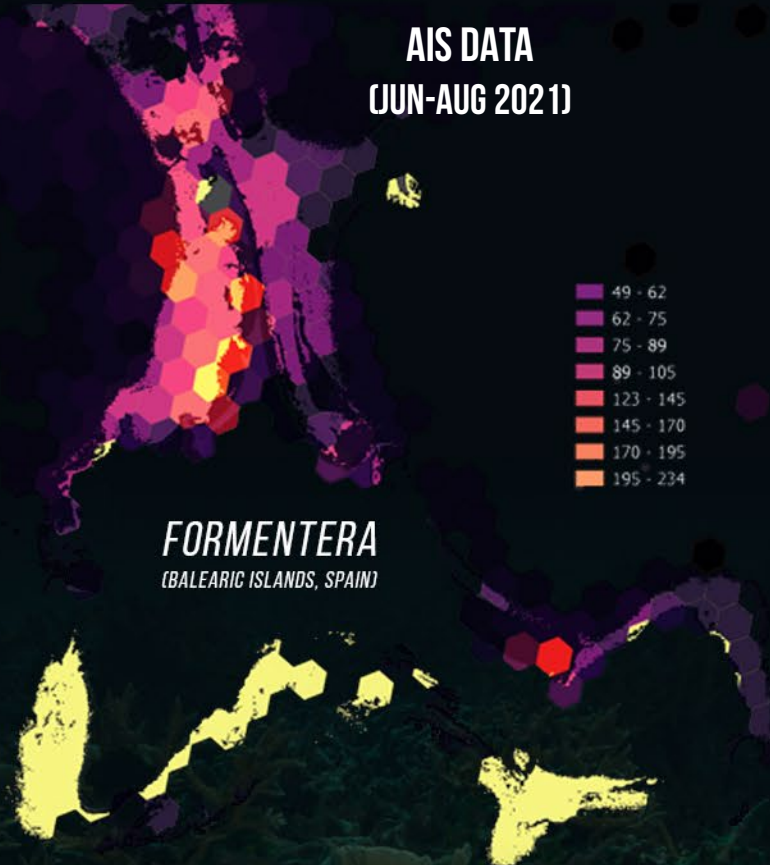 AIS DATA
(JUN-AUG 2021)
49 - 62
62 - 75
75 - 89
89 - 105
123 - 145
145 - 170
170 - 195
195 - 234
FORMENTERA
(BALEARIC ISLANDS, SPAIN)